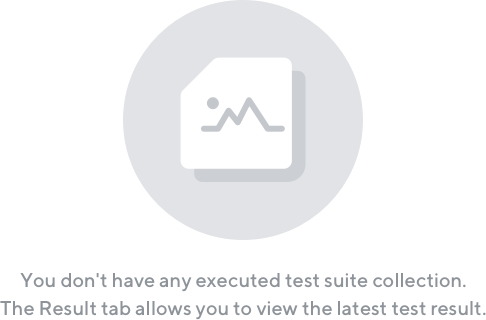 You don't have any executed test suite collection.
The Result tab allows you to view the latest test result.